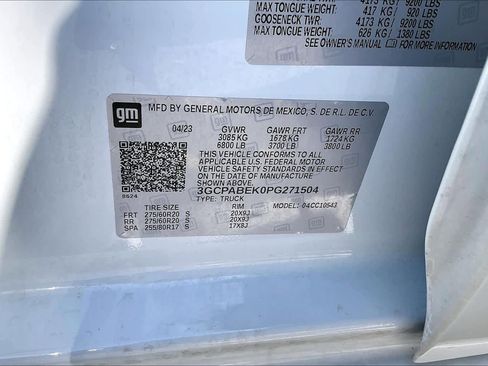 4173 KG / 9200 LBS
MAX TONGUE WEIGHT: 417 KG / 920 LBS
GOOSENECK TWR: 4173 KG / 9200 LBS
MAX TONGUE WEIGHT: 626 KG / 1380 LBS
SEE OWNER'S MANUAL FOR MORE INFORMATION
gm
MFD BY GENERAL MOTORS DE MEXICO, S. DE R.L. DE C.V.
04/23 GVWR GAWR FRT GAWR RR
3085 KG 1678 KG 1724 KG
6800 LB 3700 LB 3800 LB
THIS VEHICLE CONFORMS TO ALL
APPLICABLE U.S. FEDERAL MOTOR VEHICLE
SAFETY STANDARDS IN EFFECT ON THE
DATE OF MANUFACTURE SHOWN ABOVE.
3GCPABEK0PG271504
8624
TYPE: TRUCK
TIRE SIZE RIM MODEL: 04CC10543
FRT 275/60R20 S 20X9J
RR 275/60R20 S 20X9J
SPA 255/80R17 S 17X8J